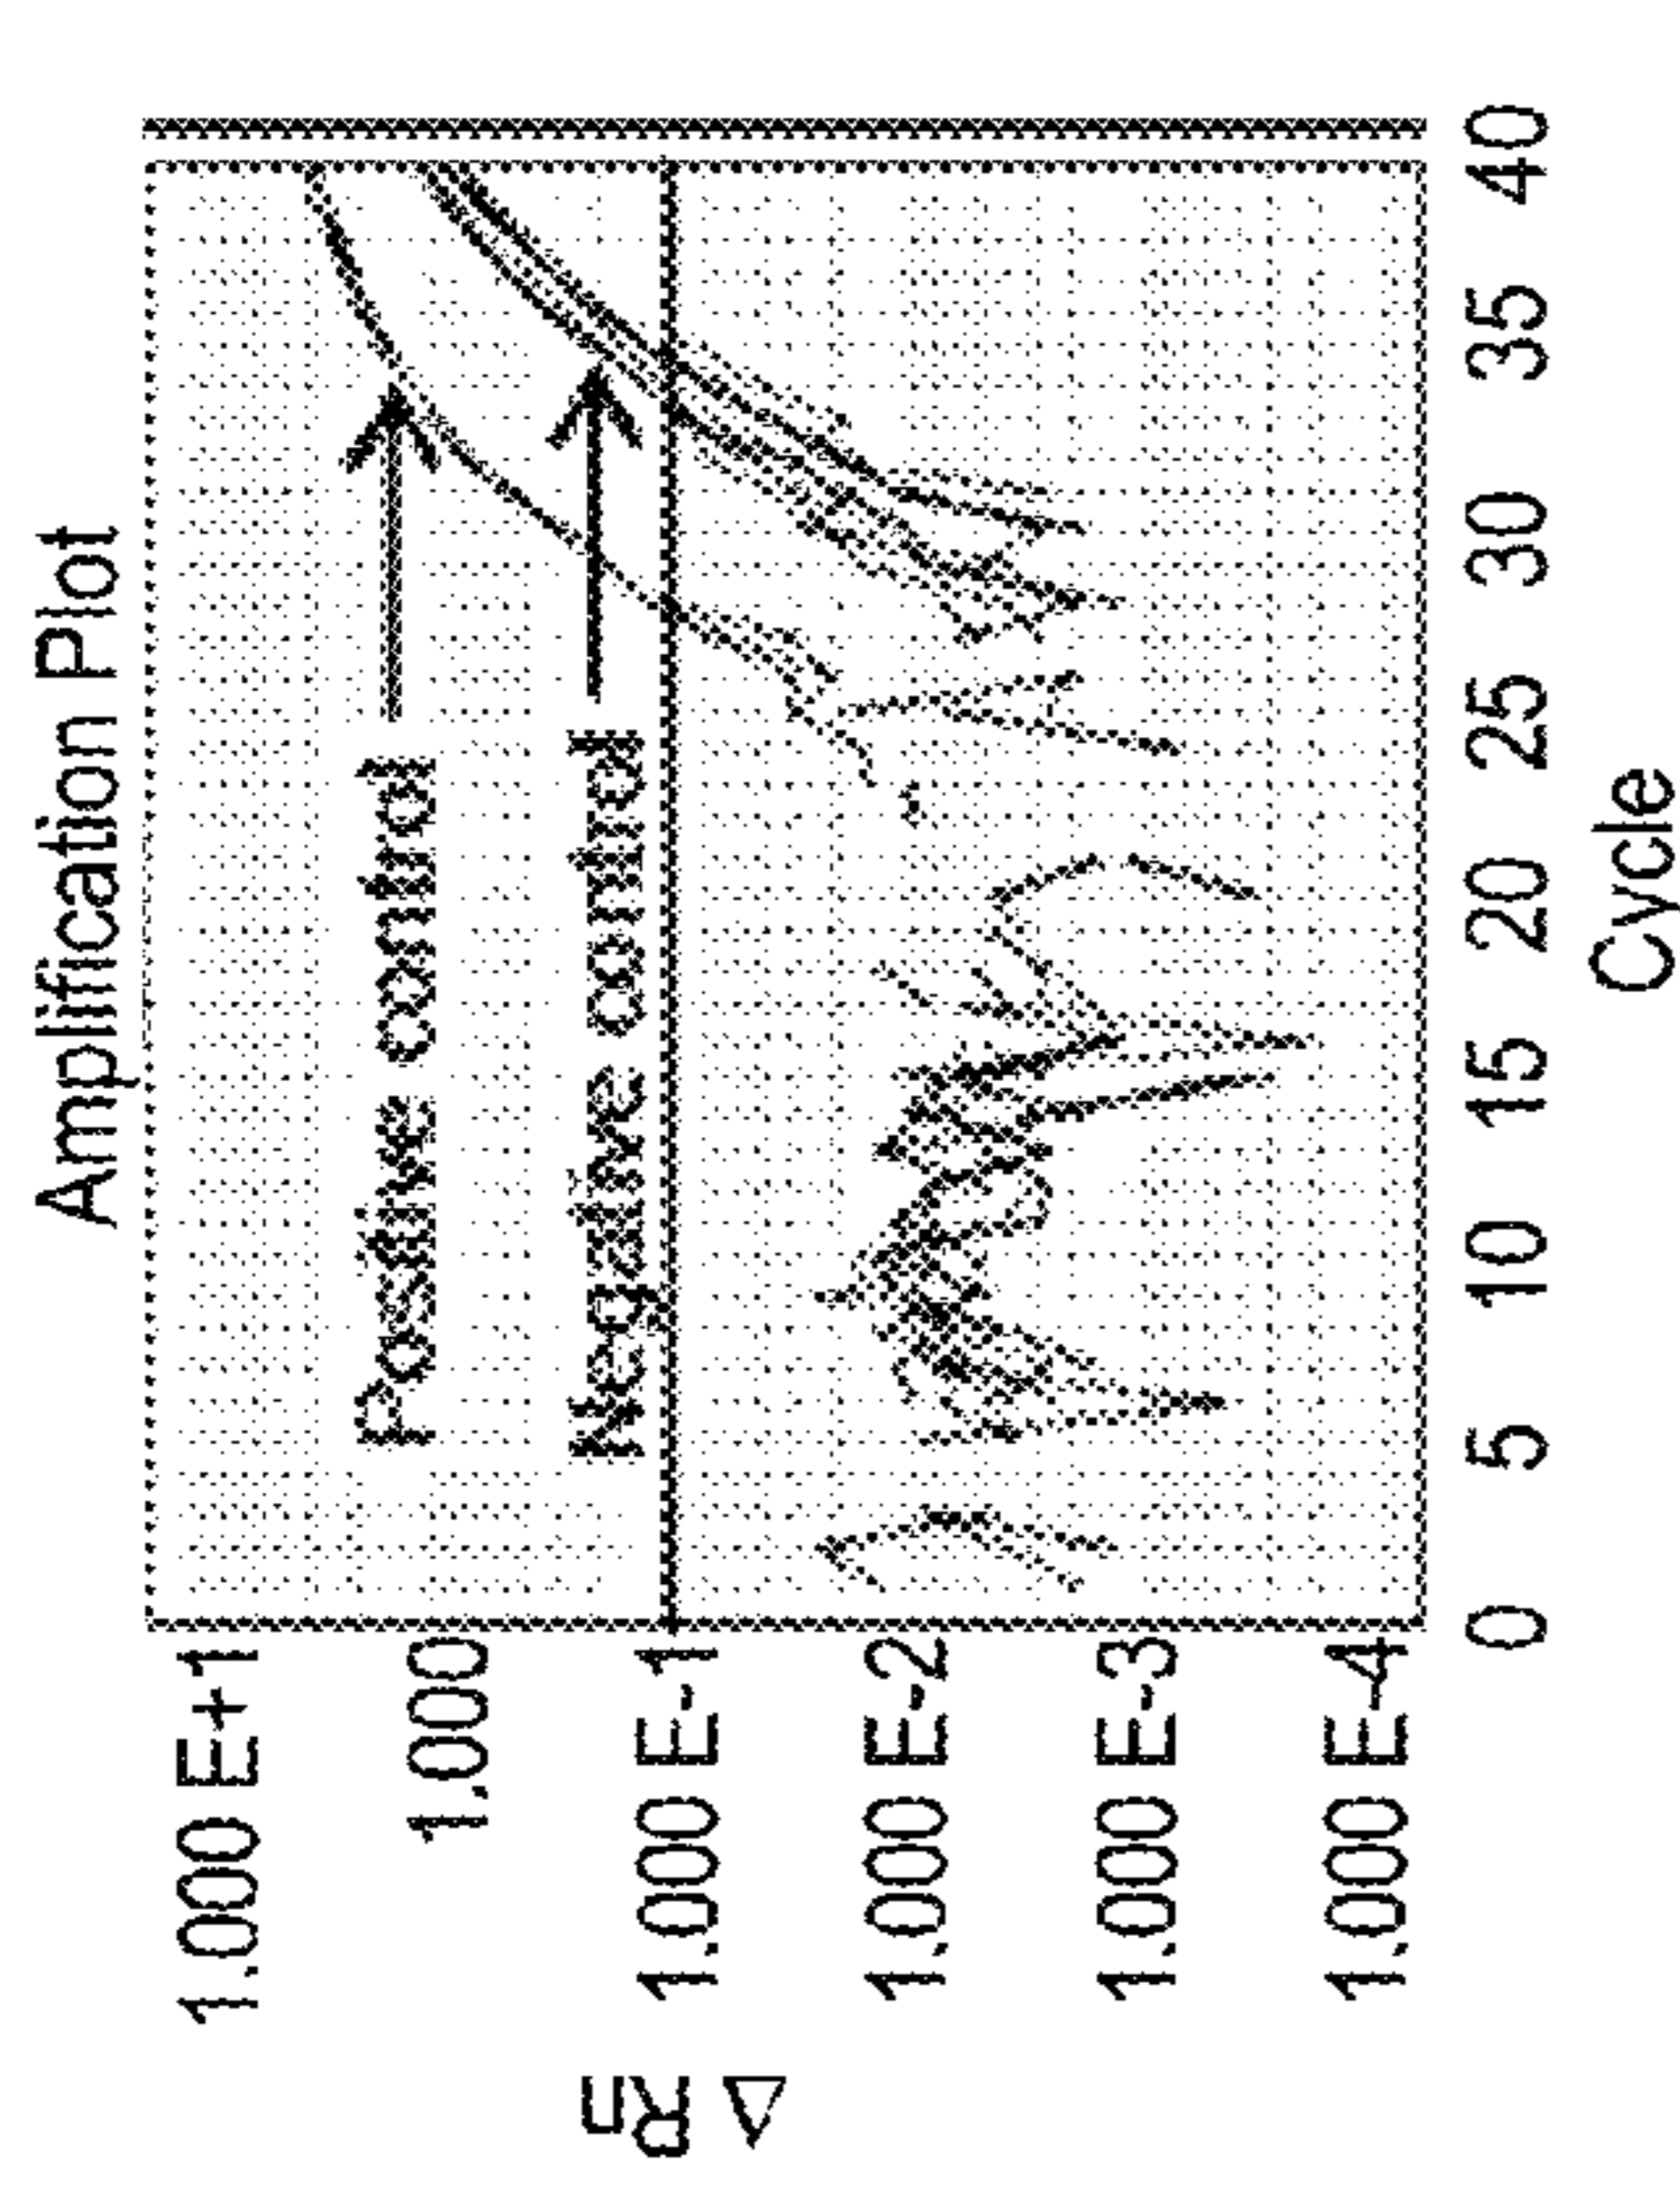 Amplification Plot
1.000 E+1
1.000
1.000 E-1
1.000 E-2
1.000 E-3
1.000 E-4
Δ Rn
Positive control
Negative control
0 5 10 15 20 25 30 35 40
Cycle